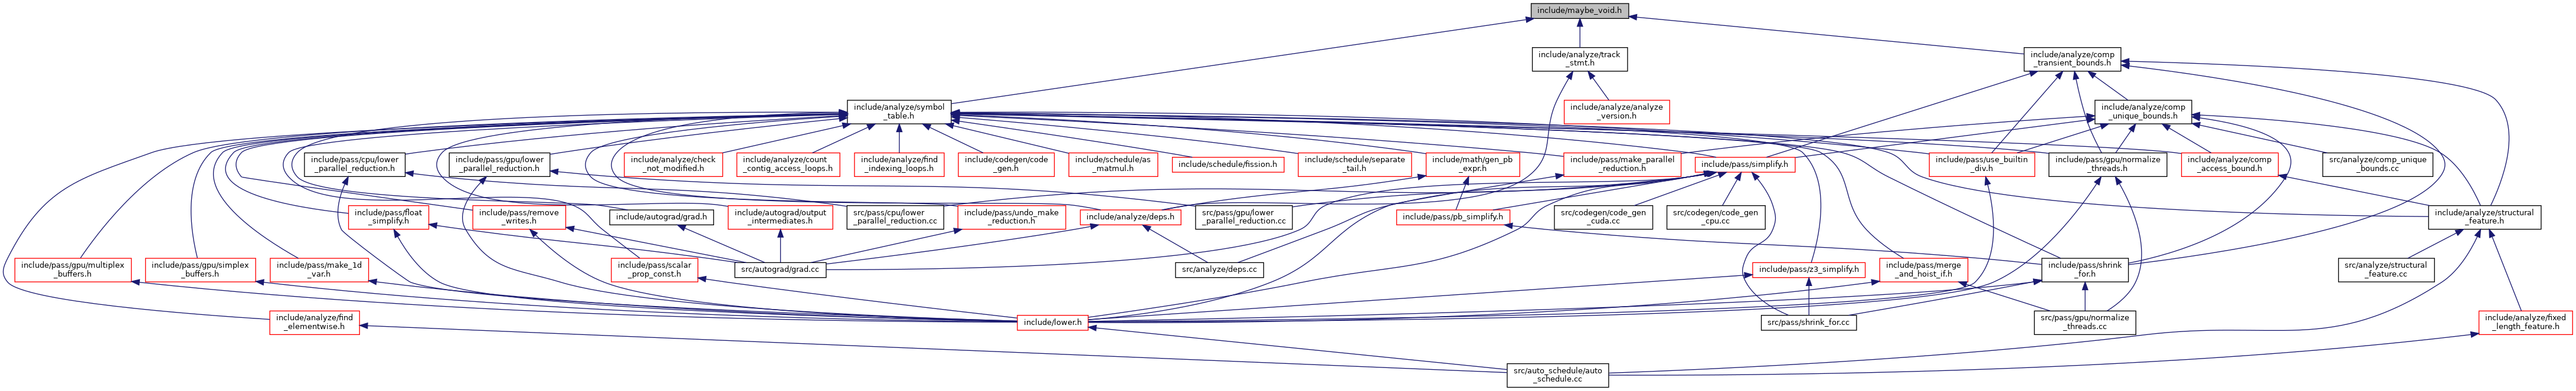 include/maybe_void.h
include/analyze/track
_stmt.h
include/analyze/comp
_transient_bounds.h
include/analyze/symbol
_table.h
include/analyze/analyze
_version.h
include/analyze/comp
_unique_bounds.h
include/pass/cpu/lower
_parallel_reduction.h
include/pass/gpu/lower
_parallel_reduction.h
include/analyze/check
_not_modified.h
include/analyze/count
_contig_access_loops.h
include/analyze/find
_indexing_loops.h
include/codegen/code
_gen.h
include/schedule/as
_matmul.h
include/schedule/fission.h
include/schedule/separate
_tail.h
include/math/gen_pb
_expr.h
include/pass/make_parallel
_reduction.h
include/pass/simplify.h
include/pass/use_builtin
_div.h
include/pass/gpu/normalize
_threads.h
include/analyze/comp
_access_bound.h
src/analyze/comp_unique
_bounds.cc
include/pass/float
_simplify.h
include/pass/remove
_writes.h
include/autograd/grad.h
include/autograd/output
_intermediates.h
src/pass/cpu/lower
_parallel_reduction.cc
include/pass/undo_make
_reduction.h
include/analyze/deps.h
src/pass/gpu/lower
_parallel_reduction.cc
include/pass/pb_simplify.h
src/codegen/code_gen
_cuda.cc
src/codegen/code_gen
_cpu.cc
include/analyze/structural
_feature.h
include/pass/gpu/multiplex
_buffers.h
include/pass/gpu/simplex
_buffers.h
include/pass/make_1d
_var.h
include/pass/scalar
_prop_const.h
src/autograd/grad.cc
src/analyze/deps.cc
include/pass/z3_simplify.h
include/pass/merge
_and_hoist_if.h
include/pass/shrink
_for.h
src/analyze/structural
_feature.cc
include/analyze/find
_elementwise.h
include/lower.h
src/pass/shrink_for.cc
src/pass/gpu/normalize
_threads.cc
include/analyze/fixed
_length_feature.h
src/auto_schedule/auto
_schedule.cc